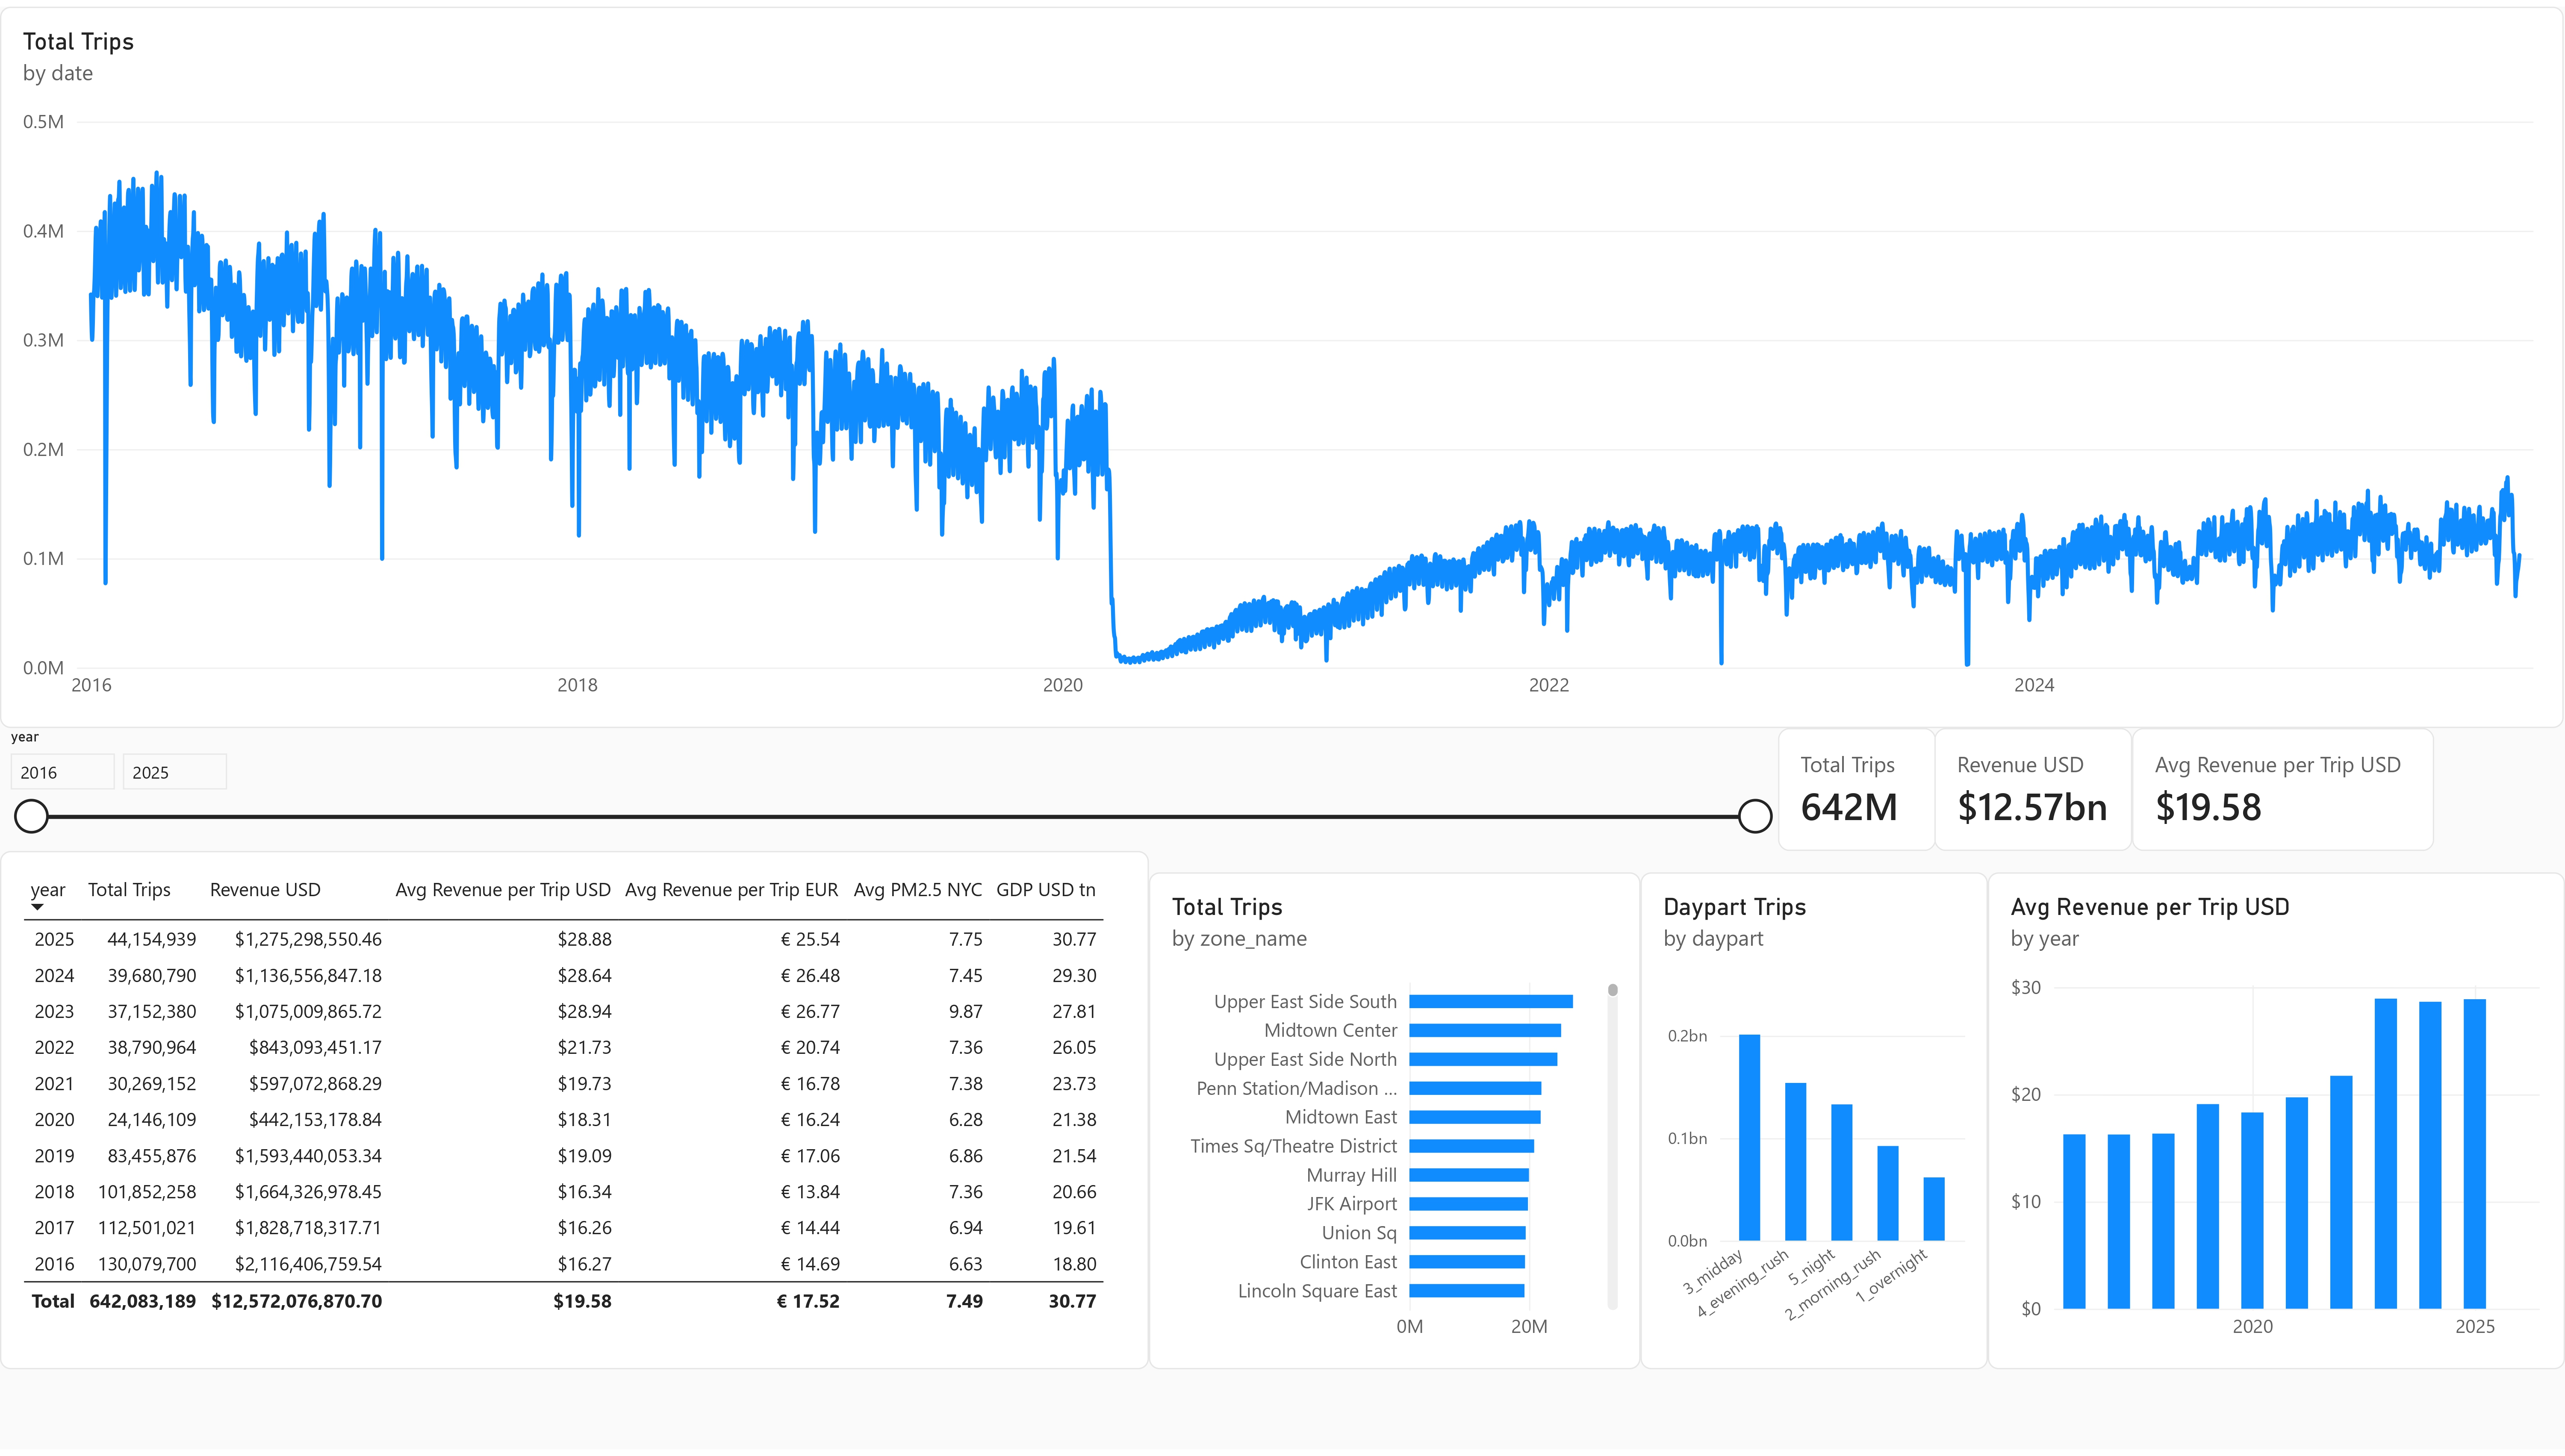 Total Trips
by date
0.5M
0.4M
0.3M
0.2M
0.1M
0.0M
2016 2018 2020 2022 2024
year
2016 2025
Total Trips
642M
Revenue USD
$12.57bn
Avg Revenue per Trip USD
$19.58
year Total Trips Revenue USD Avg Revenue per Trip USD Avg Revenue per Trip EUR Avg PM2.5 NYC GDP USD tn
2025 44,154,939 $1,275,298,550.46 $28.88 € 25.54 7.75 30.77
2024 39,680,790 $1,136,556,847.18 $28.64 € 26.48 7.45 29.30
2023 37,152,380 $1,075,009,865.72 $28.94 € 26.77 9.87 27.81
2022 38,790,964 $843,093,451.17 $21.73 € 20.74 7.36 26.05
2021 30,269,152 $597,072,868.29 $19.73 € 16.78 7.38 23.73
2020 24,146,109 $442,153,178.84 $18.31 € 16.24 6.28 21.38
2019 83,455,876 $1,593,440,053.34 $19.09 € 17.06 6.86 21.54
2018 101,852,258 $1,664,326,978.45 $16.34 € 13.84 7.36 20.66
2017 112,501,021 $1,828,718,317.71 $16.26 € 14.44 6.94 19.61
2016 130,079,700 $2,116,406,759.54 $16.27 € 14.69 6.63 18.80
Total 642,083,189 $12,572,076,870.70 $19.58 € 17.52 7.49 30.77
Total Trips
by zone_name
Upper East Side South
Midtown Center
Upper East Side North
Penn Station/Madison ...
Midtown East
Times Sq/Theatre District
Murray Hill
JFK Airport
Union Sq
Clinton East
Lincoln Square East
0M 20M
Daypart Trips
by daypart
0.2bn
0.1bn
0.0bn
3_midday
4_evening_rush
5_night
2_morning_rush
1_overnight
Avg Revenue per Trip USD
by year
$30
$20
$10
$0
2020 2025